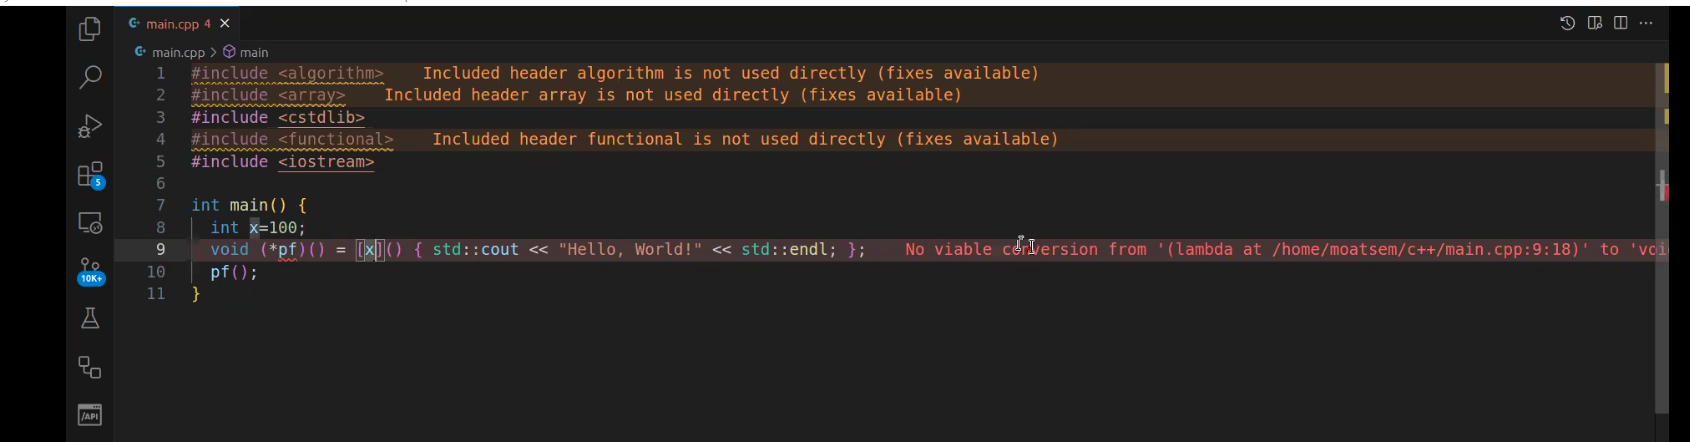 main.cpp 4
main.cpp > main
1 #include <algorithm> Included header algorithm is not used directly (fixes available)
2 #include <array> Included header array is not used directly (fixes available)
3 #include <cstdlib>
4 #include <functional> Included header functional is not used directly (fixes available)
5 #include <iostream>
6
7 int main() {
8 int x=100;
9 void (*pf)() = [x]() { std::cout << "Hello, World!" << std::endl; }; No viable conversion from '(lambda at /home/moatsem/c++/main.cpp:9:18)' to 'voi
10 pf();
11 }
5
10K+
/API